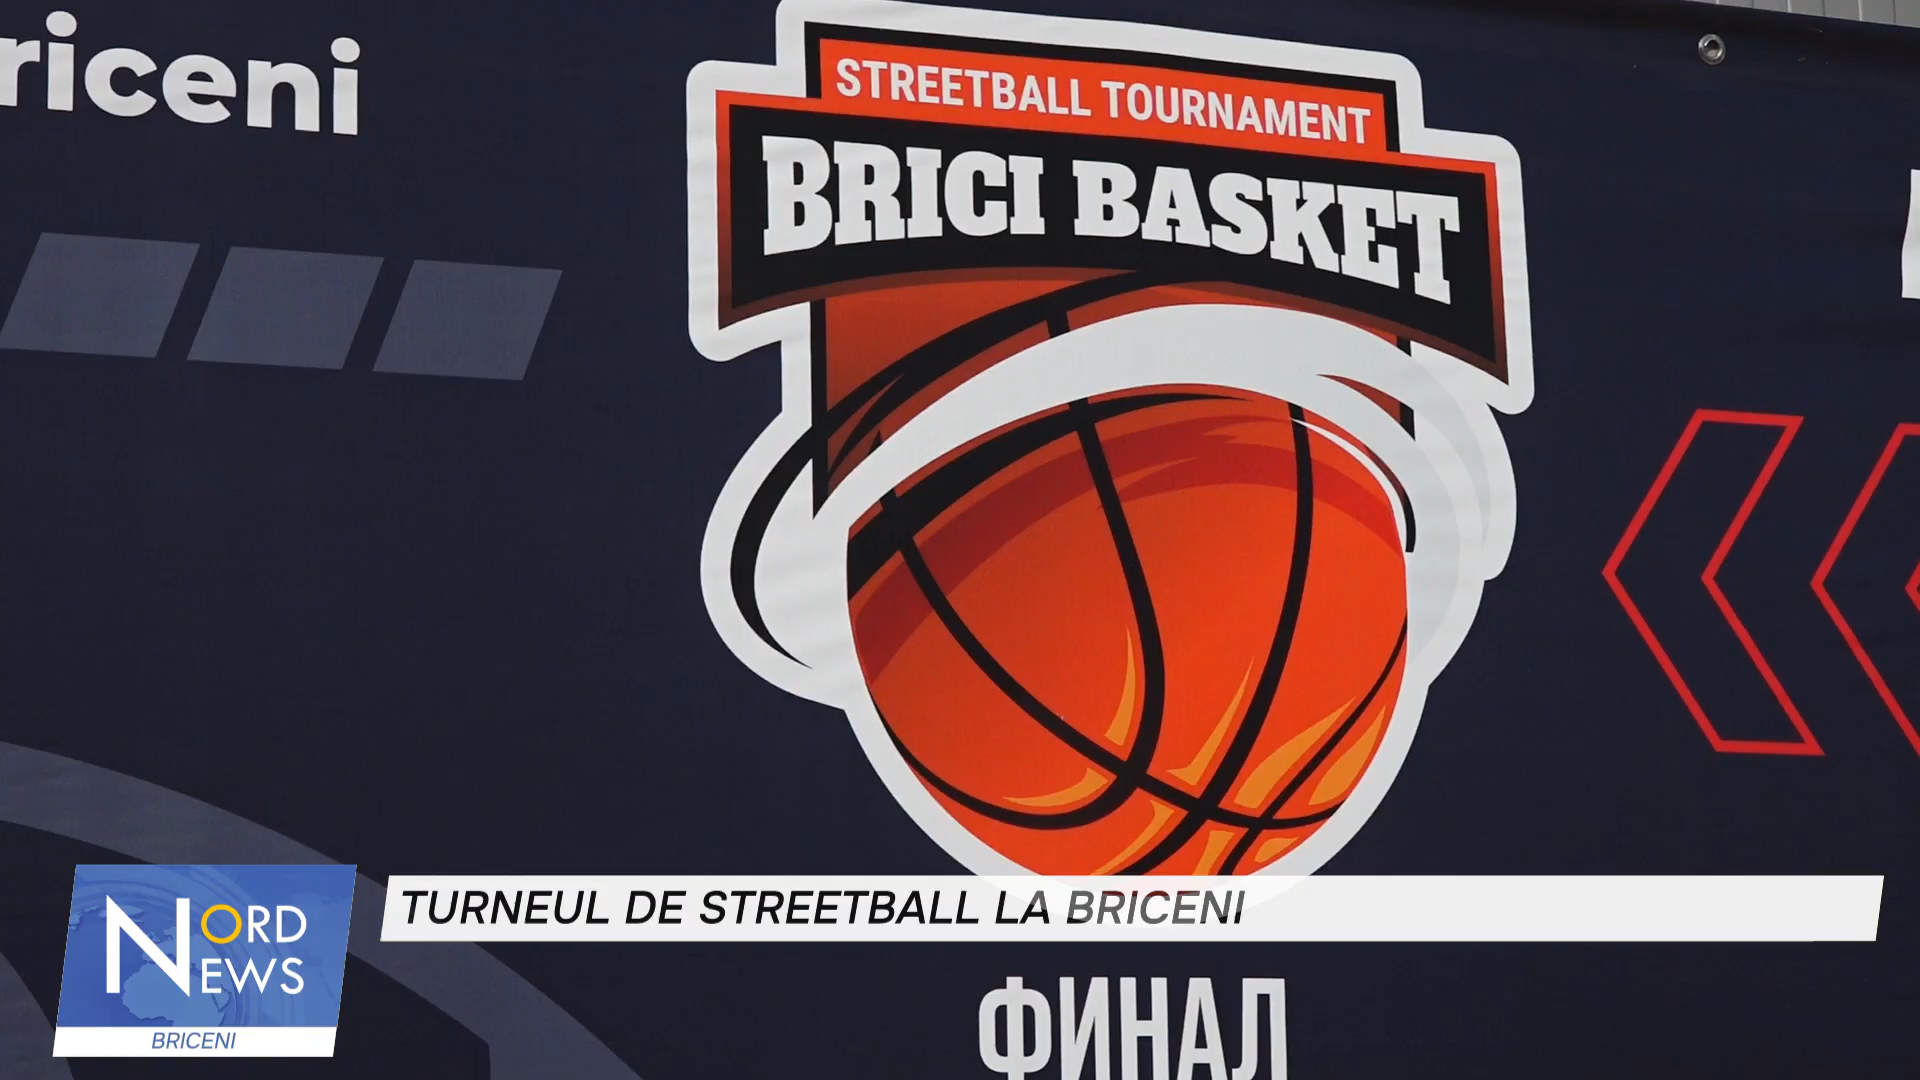 riceni
STREETBALL TOURNAMENT
BRICI BASKET
TURNEUL DE STREETBALL LA BRICENI
NORD
NEWS
BRICENI
ФИНАЛ